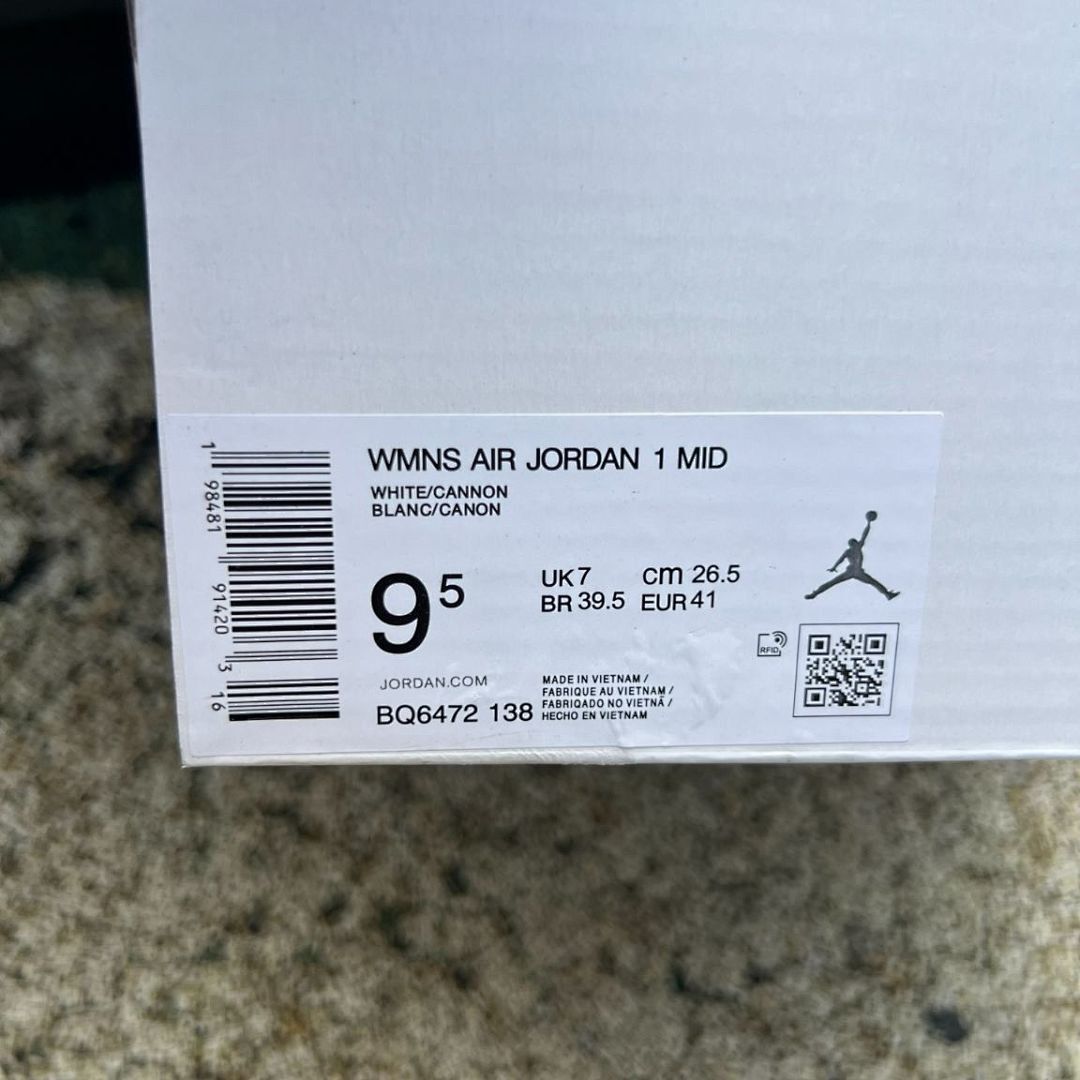 WMNS AIR JORDAN 1 MID
WHITE/CANNON
BLANC/CANON
9 5
UK 7 cm 26.5
BR 39.5 EUR 41
RFID
JORDAN.COM
BQ6472 138
MADE IN VIETNAM /
FABRIQUE AU VIETNAM /
FABRIQADO NO VIETNÃ /
HECHO EN VIETNAM
1 98481 91420 3 16